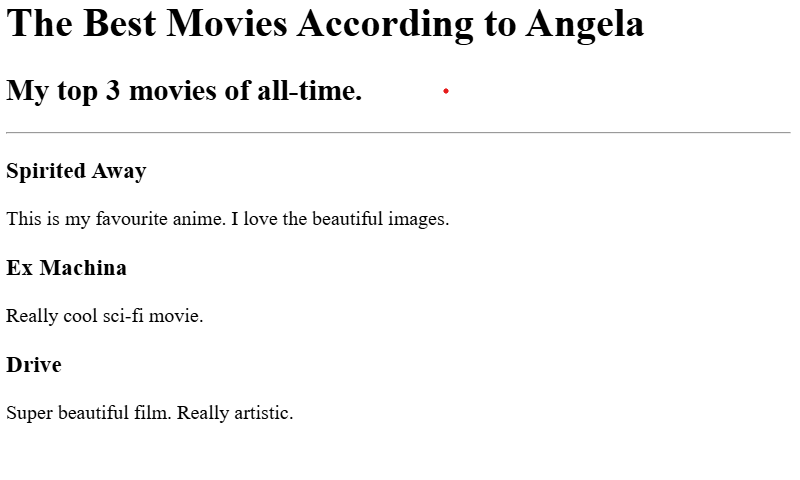 The Best Movies According to Angela
My top 3 movies of all-time.
Spirited Away
This is my favourite anime. I love the beautiful images.
Ex Machina
Really cool sci-fi movie.
Drive
Super beautiful film. Really artistic.